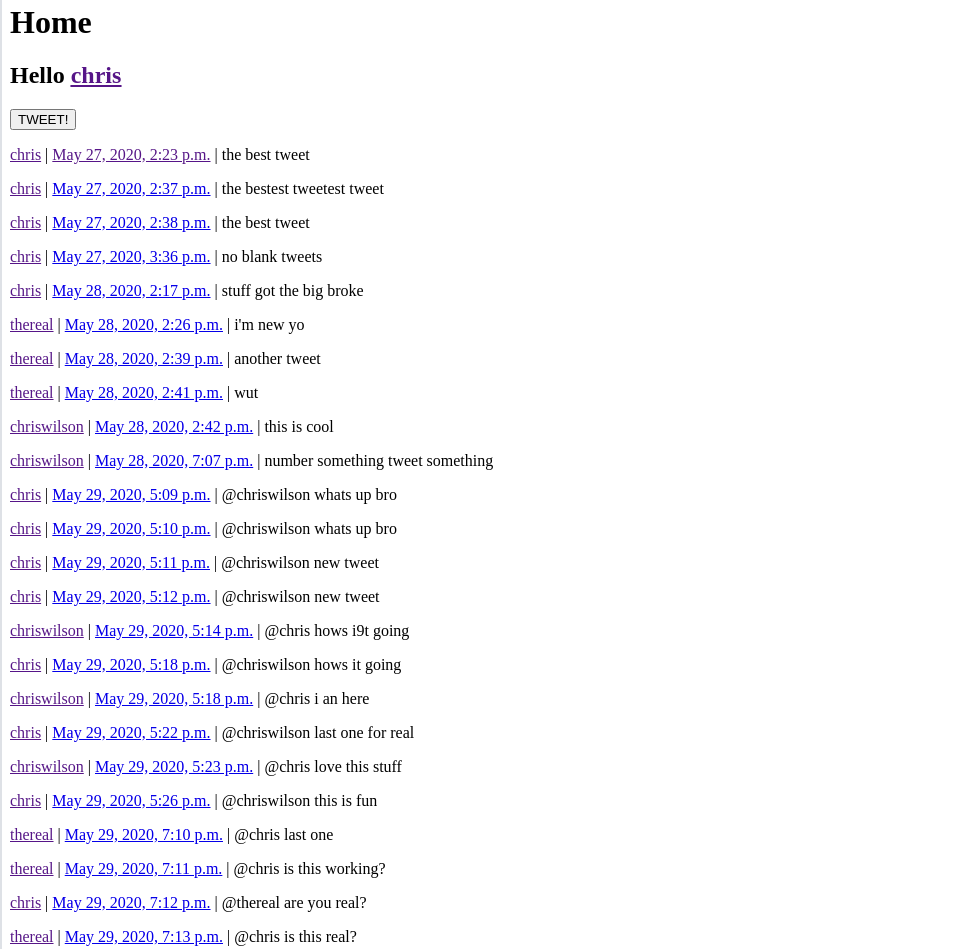 Home
Hello chris
TWEET!
chris | May 27, 2020, 2:23 p.m. | the best tweet
chris | May 27, 2020, 2:37 p.m. | the bestest tweetest tweet
chris | May 27, 2020, 2:38 p.m. | the best tweet
chris | May 27, 2020, 3:36 p.m. | no blank tweets
chris | May 28, 2020, 2:17 p.m. | stuff got the big broke
thereal | May 28, 2020, 2:26 p.m. | i'm new yo
thereal | May 28, 2020, 2:39 p.m. | another tweet
thereal | May 28, 2020, 2:41 p.m. | wut
chriswilson | May 28, 2020, 2:42 p.m. | this is cool
chriswilson | May 28, 2020, 7:07 p.m. | number something tweet something
chris | May 29, 2020, 5:09 p.m. | @chriswilson whats up bro
chris | May 29, 2020, 5:10 p.m. | @chriswilson whats up bro
chris | May 29, 2020, 5:11 p.m. | @chriswilson new tweet
chris | May 29, 2020, 5:12 p.m. | @chriswilson new tweet
chriswilson | May 29, 2020, 5:14 p.m. | @chris hows i9t going
chris | May 29, 2020, 5:18 p.m. | @chriswilson hows it going
chriswilson | May 29, 2020, 5:18 p.m. | @chris i an here
chris | May 29, 2020, 5:22 p.m. | @chriswilson last one for real
chriswilson | May 29, 2020, 5:23 p.m. | @chris love this stuff
chris | May 29, 2020, 5:26 p.m. | @chriswilson this is fun
thereal | May 29, 2020, 7:10 p.m. | @chris last one
thereal | May 29, 2020, 7:11 p.m. | @chris is this working?
chris | May 29, 2020, 7:12 p.m. | @thereal are you real?
thereal | May 29, 2020, 7:13 p.m. | @chris is this real?